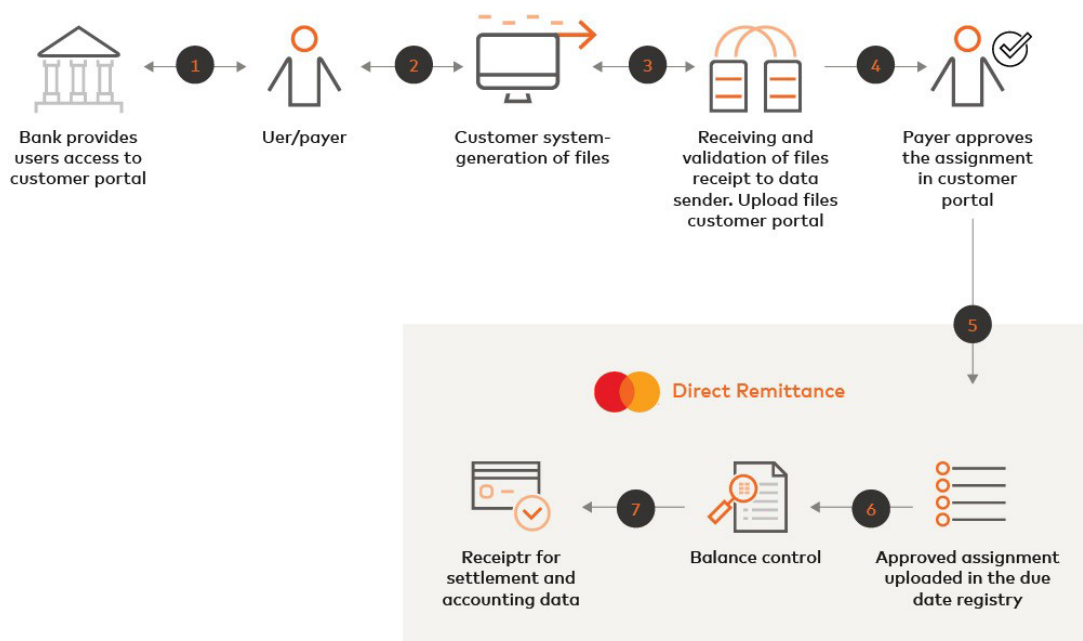 1
2
3
4
Bank provides
users access to
customer portal
Uer/payer
Customer system-
generation of files
Receiving and
validation of files
receipt to data
sender. Upload files
customer portal
Payer approves
the assignment
in customer
portal
5
Direct Remittance
7
6
Receiptr for
settlement and
accounting data
Balance control
Approved assignment
uploaded in the due
date registry